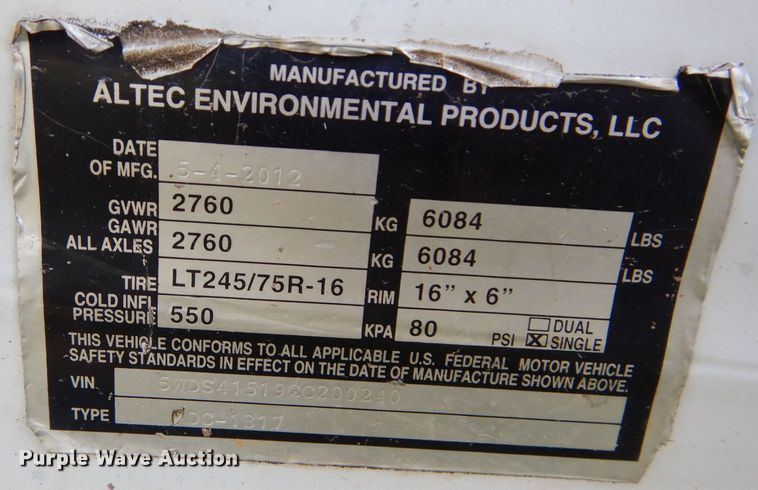 MANUFACTURED BY
ALTEC ENVIRONMENTAL PRODUCTS, LLC
DATE OF MFG. 5-4-2012
GVWR 2760 KG 6084 LBS
GAWR ALL AXLES 2760 KG 6084 LBS
TIRE LT245/75R-16 RIM 16" x 6"
COLD INFL PRESSURE 550 KPA 80 PSI DUAL SINGLE
THIS VEHICLE CONFORMS TO ALL APPLICABLE U.S. FEDERAL MOTOR VEHICLE
SAFETY STANDARDS IN EFFECT ON THE DATE OF MANUFACTURE SHOWN ABOVE.
VIN
TYPE
Purple Wave Auction